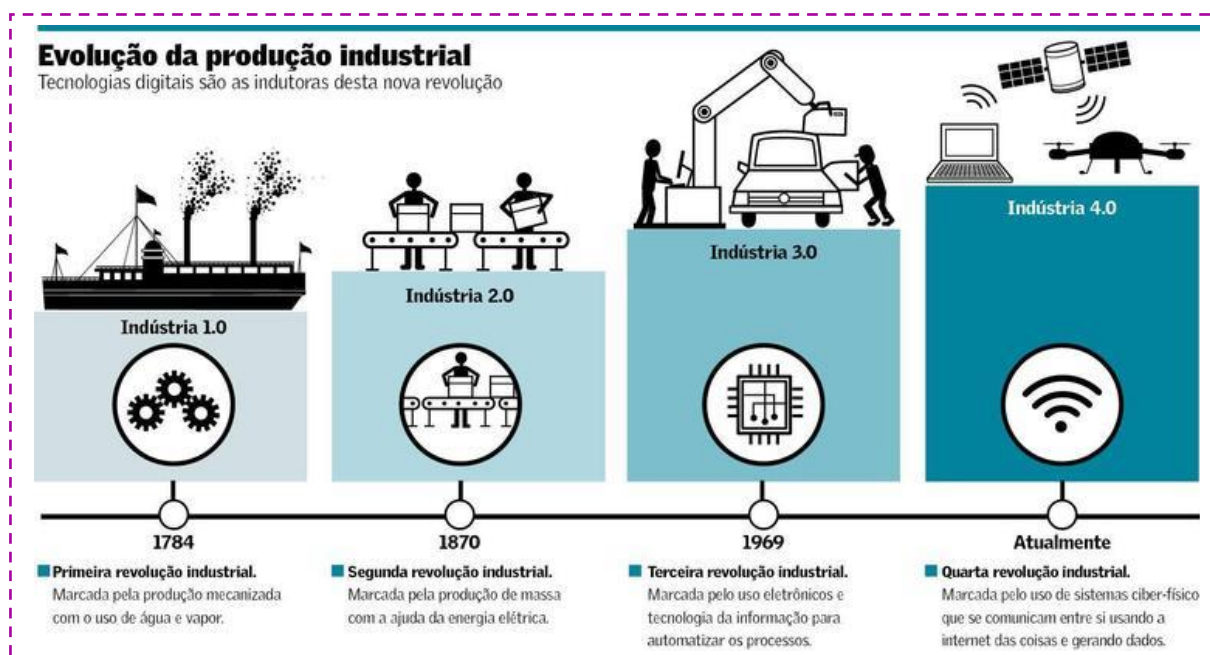 Evolução da produção industrial
Tecnologias digitais são as indutoras desta nova revolução
Indústria 1.0
Indústria 2.0
Indústria 3.0
Indústria 4.0
1784
Primeira revolução industrial.
Marcada pela produção mecanizada
com o uso de água e vapor.
1870
Segunda revolução industrial.
Marcada pela produção de massa
com a ajuda da energia elétrica.
1969
Terceira revolução industrial.
Marcada pelo uso eletrônicos e
tecnologia da informação para
automatizar os processos.
Atualmente
Quarta revolução industrial.
Marcada pelo uso de sistemas ciber-físico
que se comunicam entre si usando a
internet das coisas e gerando dados.